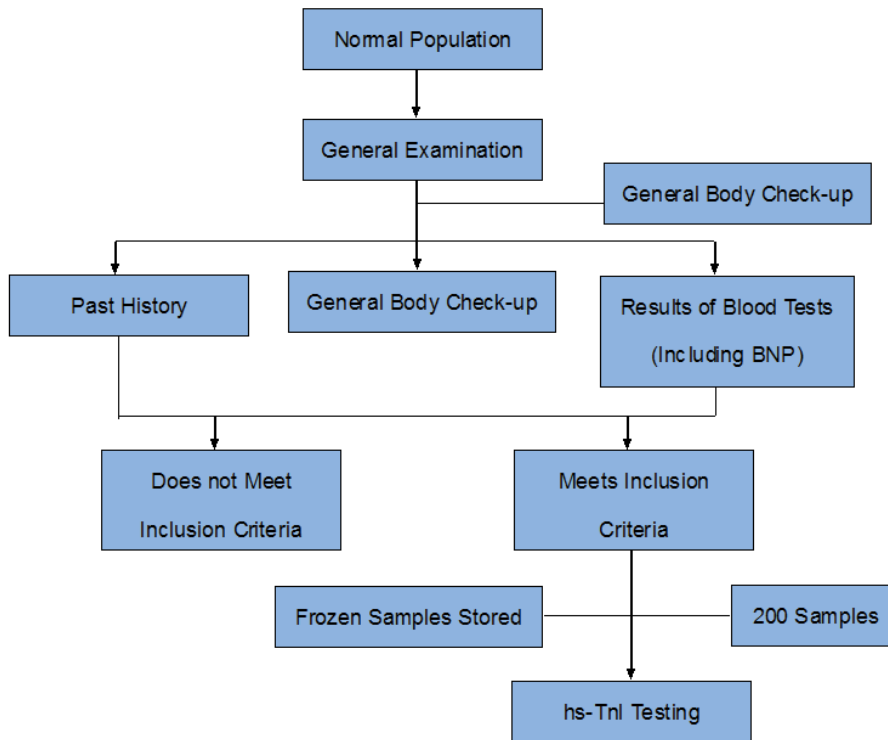 Normal Population
General Examination
General Body Check-up
Past History
General Body Check-up
Results of Blood Tests
(Including BNP)
Does not Meet
Inclusion Criteria
Meets Inclusion
Criteria
Frozen Samples Stored
200 Samples
hs-TnI Testing